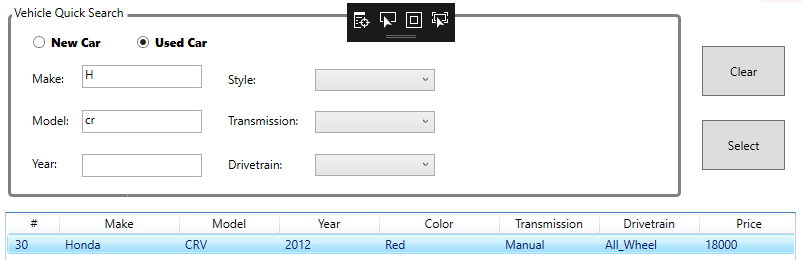 Vehicle Quick Search
New Car Used Car
Make: H Style:
Clear
Model: cr Transmission:
Select
Year: Drivetrain:
# Make Model Year Color Transmission Drivetrain Price
30 Honda CRV 2012 Red Manual All_Wheel 18000